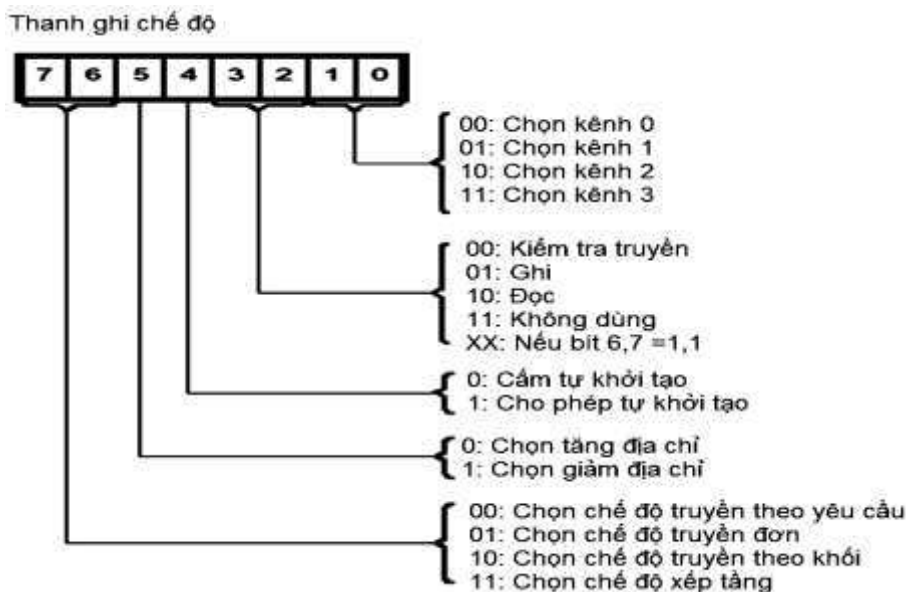 Thanh ghi chế độ
7 6 5 4 3 2 1 0
00: Chọn kênh 0
01: Chọn kênh 1
10: Chọn kênh 2
11: Chọn kênh 3
00: Kiểm tra truyền
01: Ghi
10: Đọc
11: Không dùng
XX: Nếu bit 6,7 =1,1
0: Cấm tự khởi tạo
1: Cho phép tự khởi tạo
0: Chọn tăng địa chỉ
1: Chọn giảm địa chỉ
00: Chọn chế độ truyền theo yêu cầu
01: Chọn chế độ truyền đơn
10: Chọn chế độ truyền theo khối
11: Chọn chế độ xếp tầng